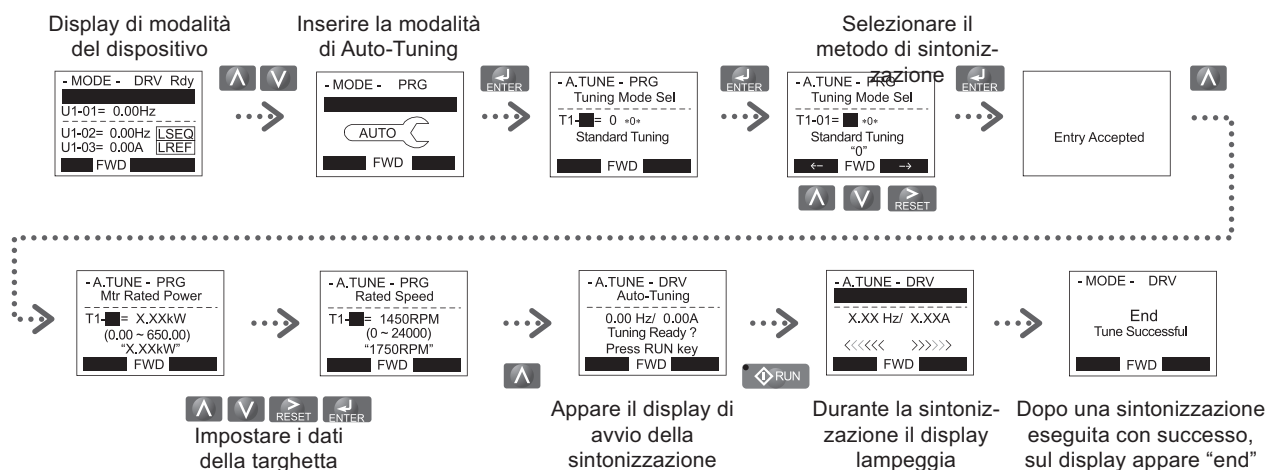 Display di modalità
del dispositivo
- MODE - DRV Rdy
U1-01= 0.00Hz
U1-02= 0.00Hz LSEQ
U1-03= 0.00A LREF
FWD
Inserire la modalità
di Auto-Tuning
- MODE - PRG
AUTO
FWD
ENTER
- A.TUNE - PRG
Tuning Mode Sel
T1- = 0 *0*
Standard Tuning
FWD
ENTER
Selezionare il
metodo di sintoniz-
zazione
- A.TUNE - PRG
Tuning Mode Sel
T1-01= *0*
Standard Tuning
"0"
← FWD →
RESET
ENTER
Entry Accepted
- A.TUNE - PRG
Mtr Rated Power
T1- = X.XXkW
(0.00 ~ 650.00)
"X.XXkW"
FWD
RESET
ENTER
Impostare i dati
della targhetta
- A.TUNE - PRG
Rated Speed
T1- = 1450RPM
(0 ~ 24000)
"1750RPM"
FWD
- A.TUNE - DRV
Auto-Tuning
0.00 Hz/ 0.00A
Tuning Ready ?
Press RUN key
FWD
Appare il display di
avvio della
sintonizzazione
RUN
- A.TUNE - DRV
X.XX Hz/ X.XXA
<<<<<< >>>>>>
FWD
Durante la sintoniz-
zazione il display
lampeggia
- MODE - DRV
End
Tune Successful
FWD
Dopo una sintonizzazione
eseguita con successo,
sul display appare "end"